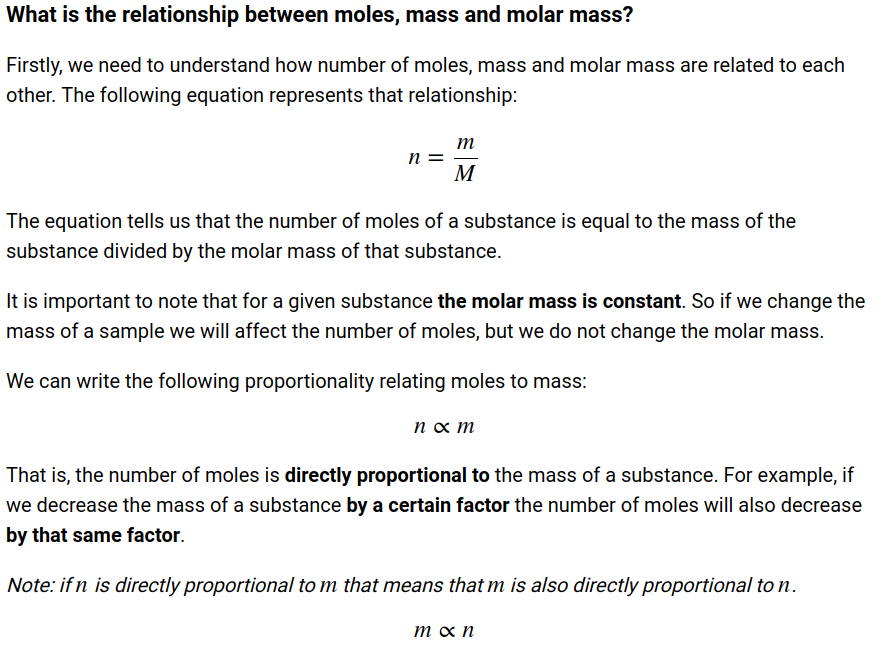 What is the relationship between moles, mass and molar mass?
Firstly, we need to understand how number of moles, mass and molar mass are related to each
other. The following equation represents that relationship:
n = m/M
The equation tells us that the number of moles of a substance is equal to the mass of the
substance divided by the molar mass of that substance.
It is important to note that for a given substance the molar mass is constant. So if we change the
mass of a sample we will affect the number of moles, but we do not change the molar mass.
We can write the following proportionality relating moles to mass:
n ∝ m
That is, the number of moles is directly proportional to the mass of a substance. For example, if
we decrease the mass of a substance by a certain factor the number of moles will also decrease
by that same factor.
Note: if n is directly proportional to m that means that m is also directly proportional to n.
m ∝ n